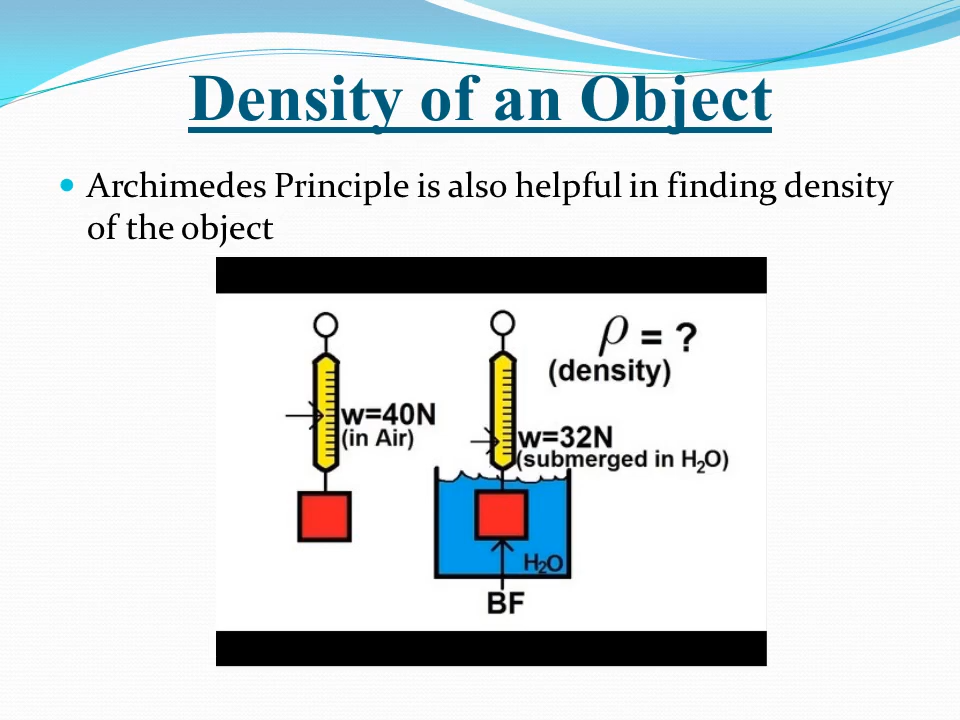 Density of an Object
Archimedes Principle is also helpful in finding density
of the object
ρ = ?
(density)
w=40N
(in Air)
w=32N
(submerged in H₂O)
H₂O
BF